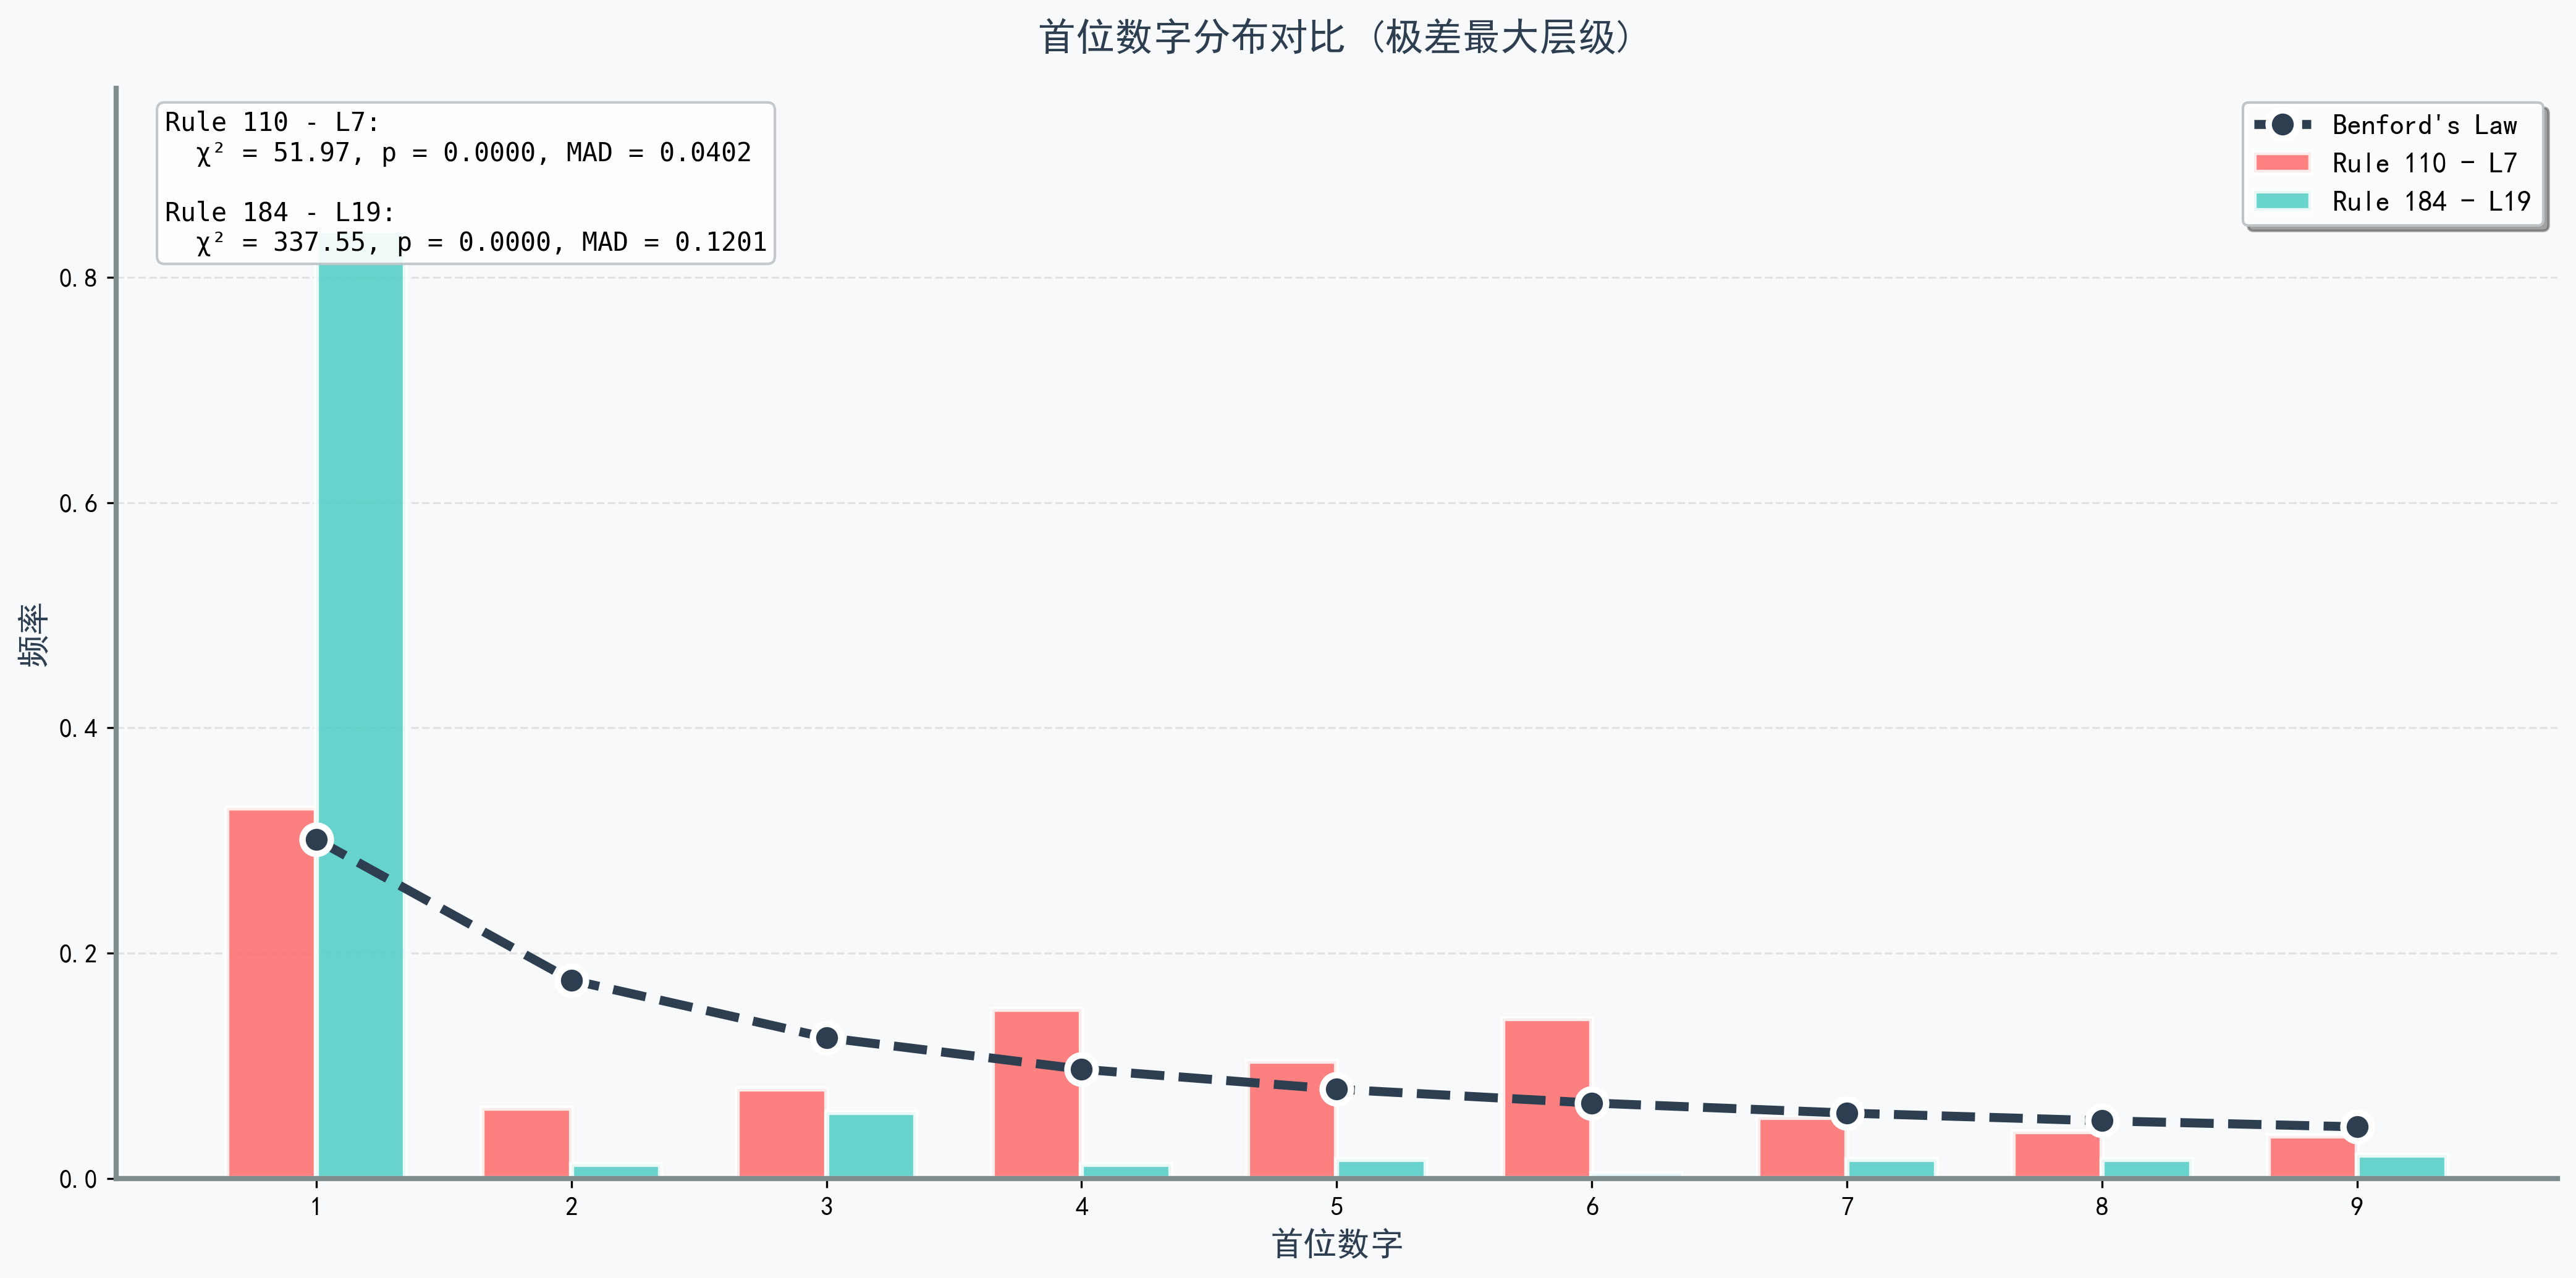 首位数字分布对比 (极差最大层级)
Rule 110 - L7:
χ² = 51.97, p = 0.0000, MAD = 0.0402
Rule 184 - L19:
χ² = 337.55, p = 0.0000, MAD = 0.1201
Benford's Law
Rule 110 - L7
Rule 184 - L19
频率
0.8
0.6
0.4
0.2
0.0
1 2 3 4 5 6 7 8 9
首位数字